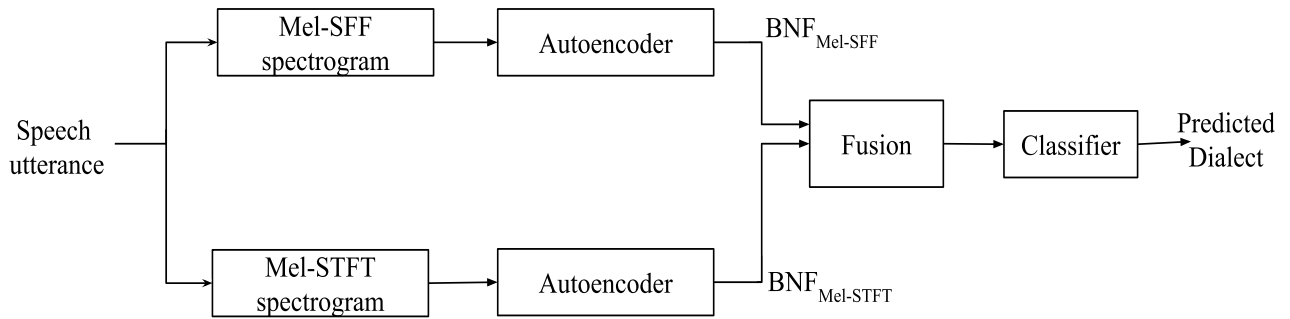 Mel-SFF
spectrogram
Autoencoder
BNF Mel-SFF
Speech
utterance
Fusion
Classifier
Predicted
Dialect
Mel-STFT
spectrogram
Autoencoder
BNF Mel-STFT